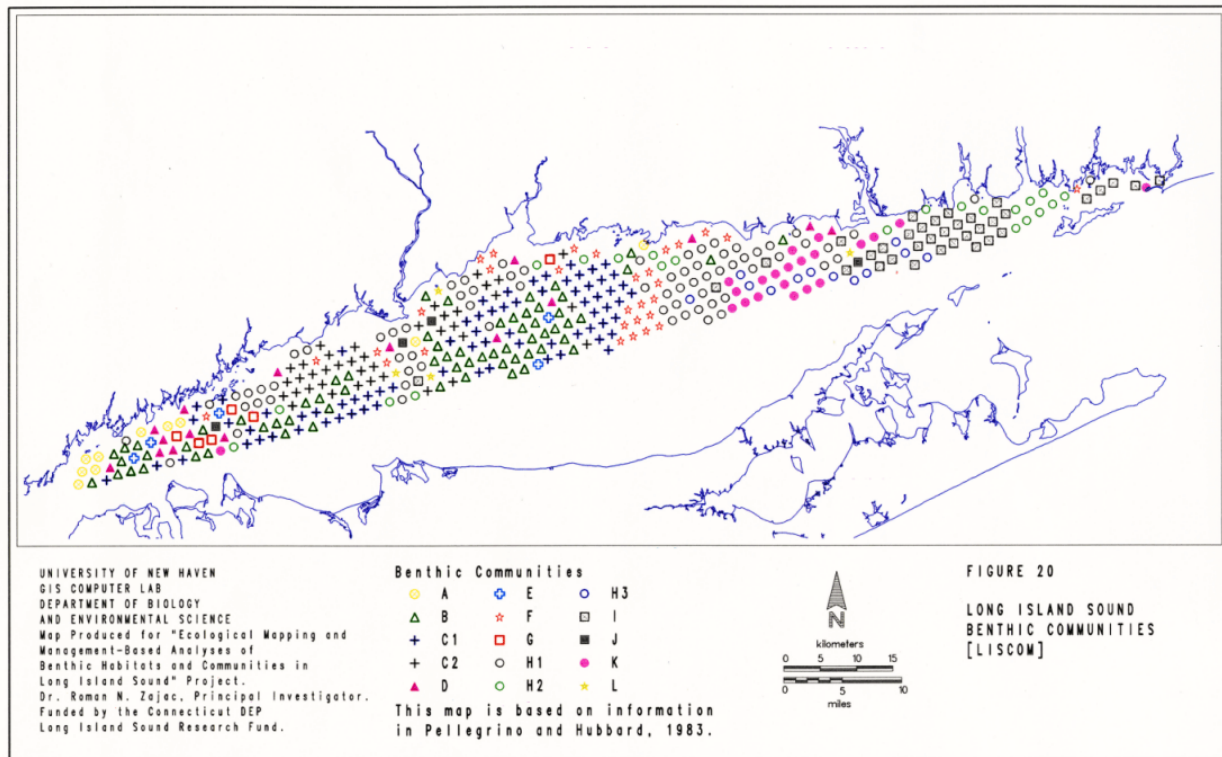 UNIVERSITY OF NEW HAVEN
GIS COMPUTER LAB
DEPARTMENT OF BIOLOGY
AND ENVIRONMENTAL SCIENCE
Map Produced for "Ecological Mapping and
Management-Based Analyses of
Benthic Habitats and Communities in
Long Island Sound" Project.
Dr. Roman N. Zajac, Principal Investigator.
Funded by the Connecticut DEP
Long Island Sound Research Fund.
Benthic Communities
A E H3
B F I
C1 G J
C2 H1 K
D H2 L
This map is based on information
in Pellegrino and Hubbard, 1983.
N
kilometers
0 5 10 15
0 5 10
miles
FIGURE 20
LONG ISLAND SOUND
BENTHIC COMMUNITIES
[LISCOM]